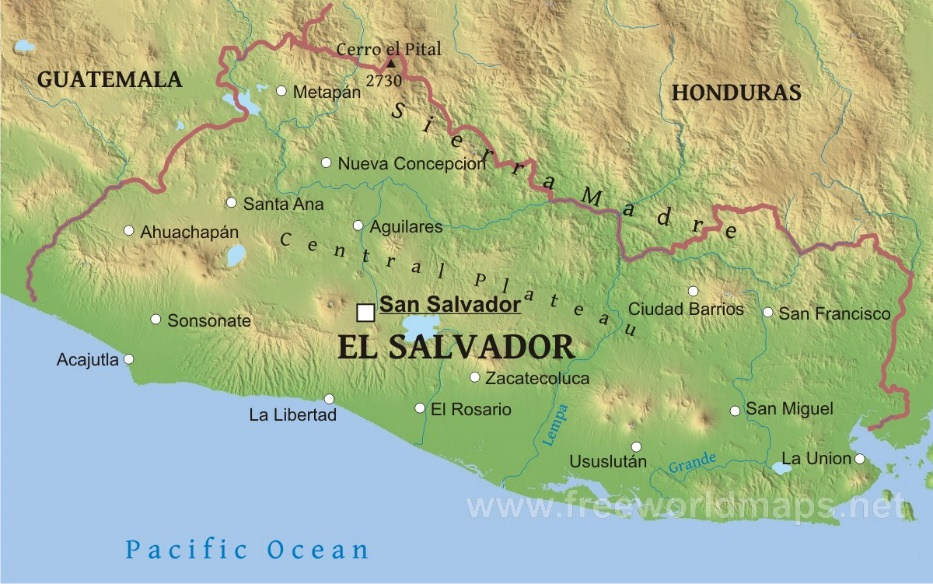 Cerro el Pital
2730
GUATEMALA
HONDURAS
Metapán
Sierra Madre
Nueva Concepcion
Santa Ana
Ahuachapán
Aguilares
Central Plateau
San Salvador
Ciudad Barrios
San Francisco
Sonsonate
EL SALVADOR
Acajutla
Zacatecoluca
La Libertad
El Rosario
San Miguel
Lempa
Ususlután
Grande
La Union
www.freeworldmaps.net
Pacific Ocean